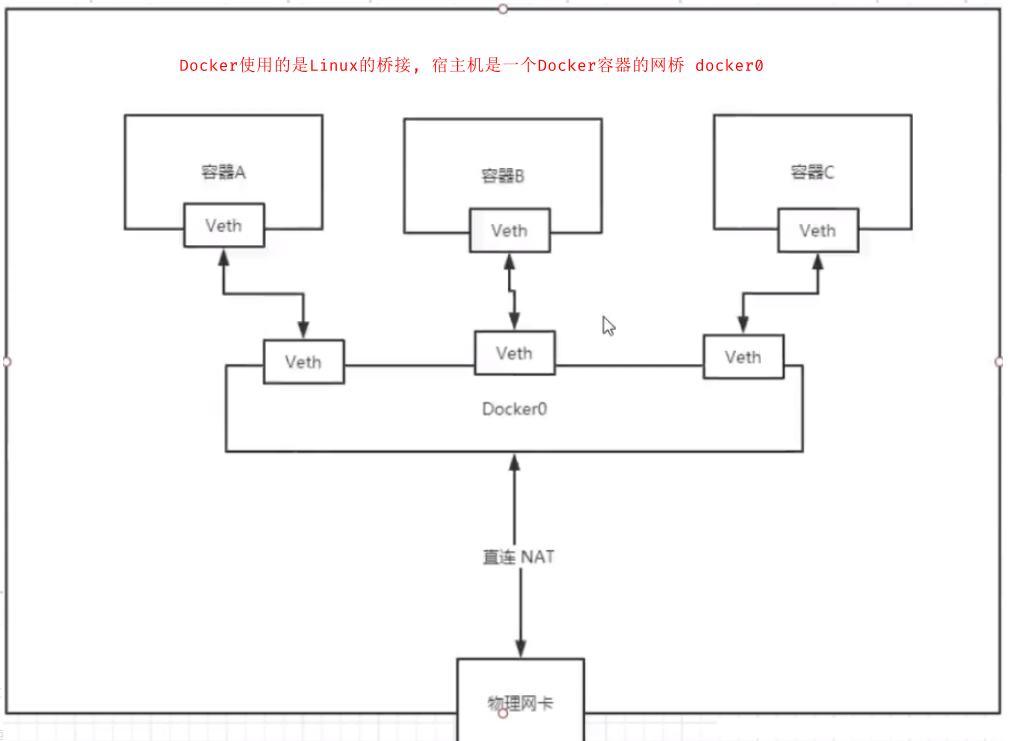 Docker使用的是Linux的桥接, 宿主机是一个Docker容器的网桥 docker0
容器A
容器B
容器C
Veth
Veth
Veth
Veth
Veth
Veth
Docker0
直连 NAT
物理网卡